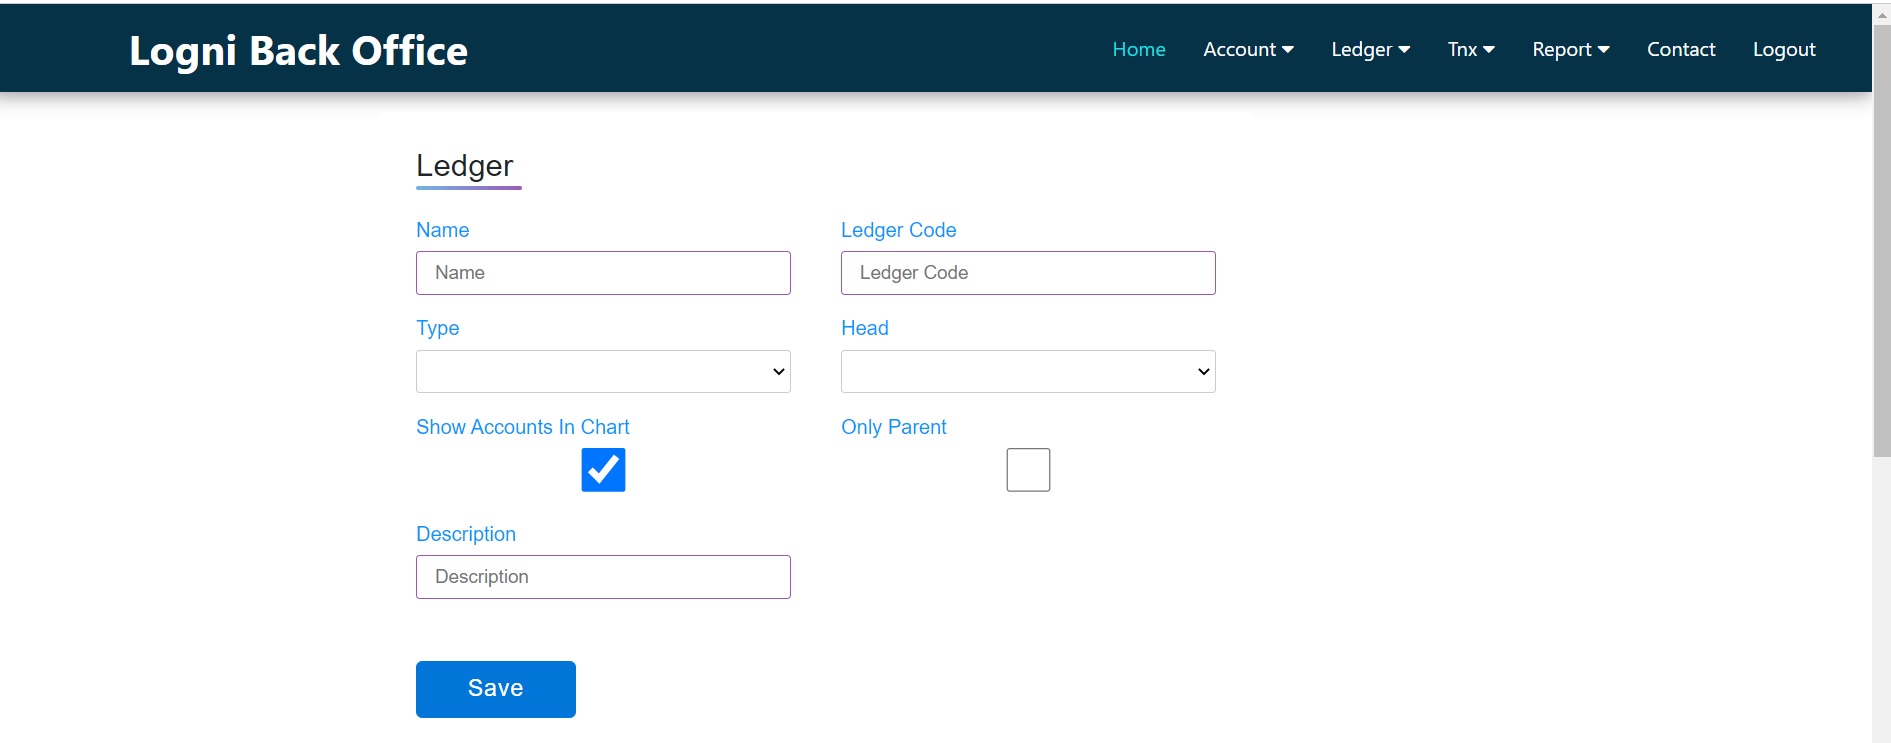 Logni Back Office
Home Account Ledger Tnx Report Contact Logout
Ledger
Name
Ledger Code
Name
Ledger Code
Type
Head
Show Accounts In Chart
Only Parent
Description
Description
Save